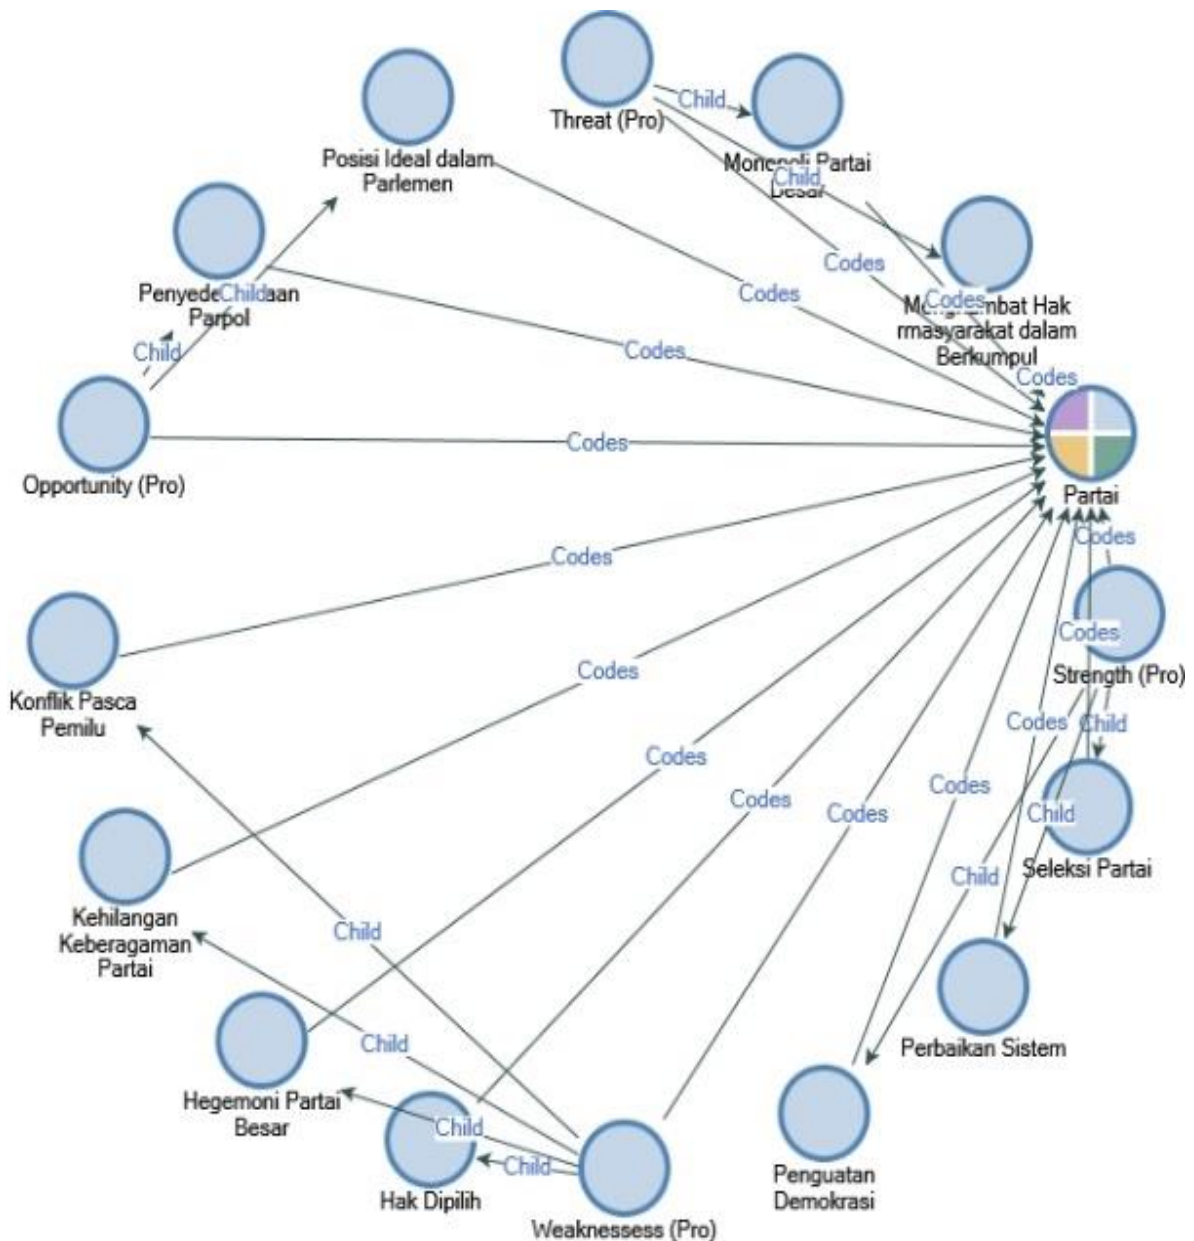 Threat (Pro)
Child
Posisi Ideal dalam
Parlemen
Child
Codes
Codes
Codes
rmasyarakat dalam
Berkumpul
Child
Parpol
Child
Codes
Codes
Opportunity (Pro)
Codes
Partai
Codes
Codes
Konflik Pasca
Pemilu
Codes
Codes
Strength (Pro)
Codes
Codes
Child
Codes
Codes
Codes
Child
Seleksi Partai
Child
Kehilangan
Keberagaman
Partai
Child
Child
Perbaikan Sistem
Hegemoni Partai
Besar
Child
Child
Hak Dipilih
Weaknessess (Pro)
Penguatan
Demokrasi